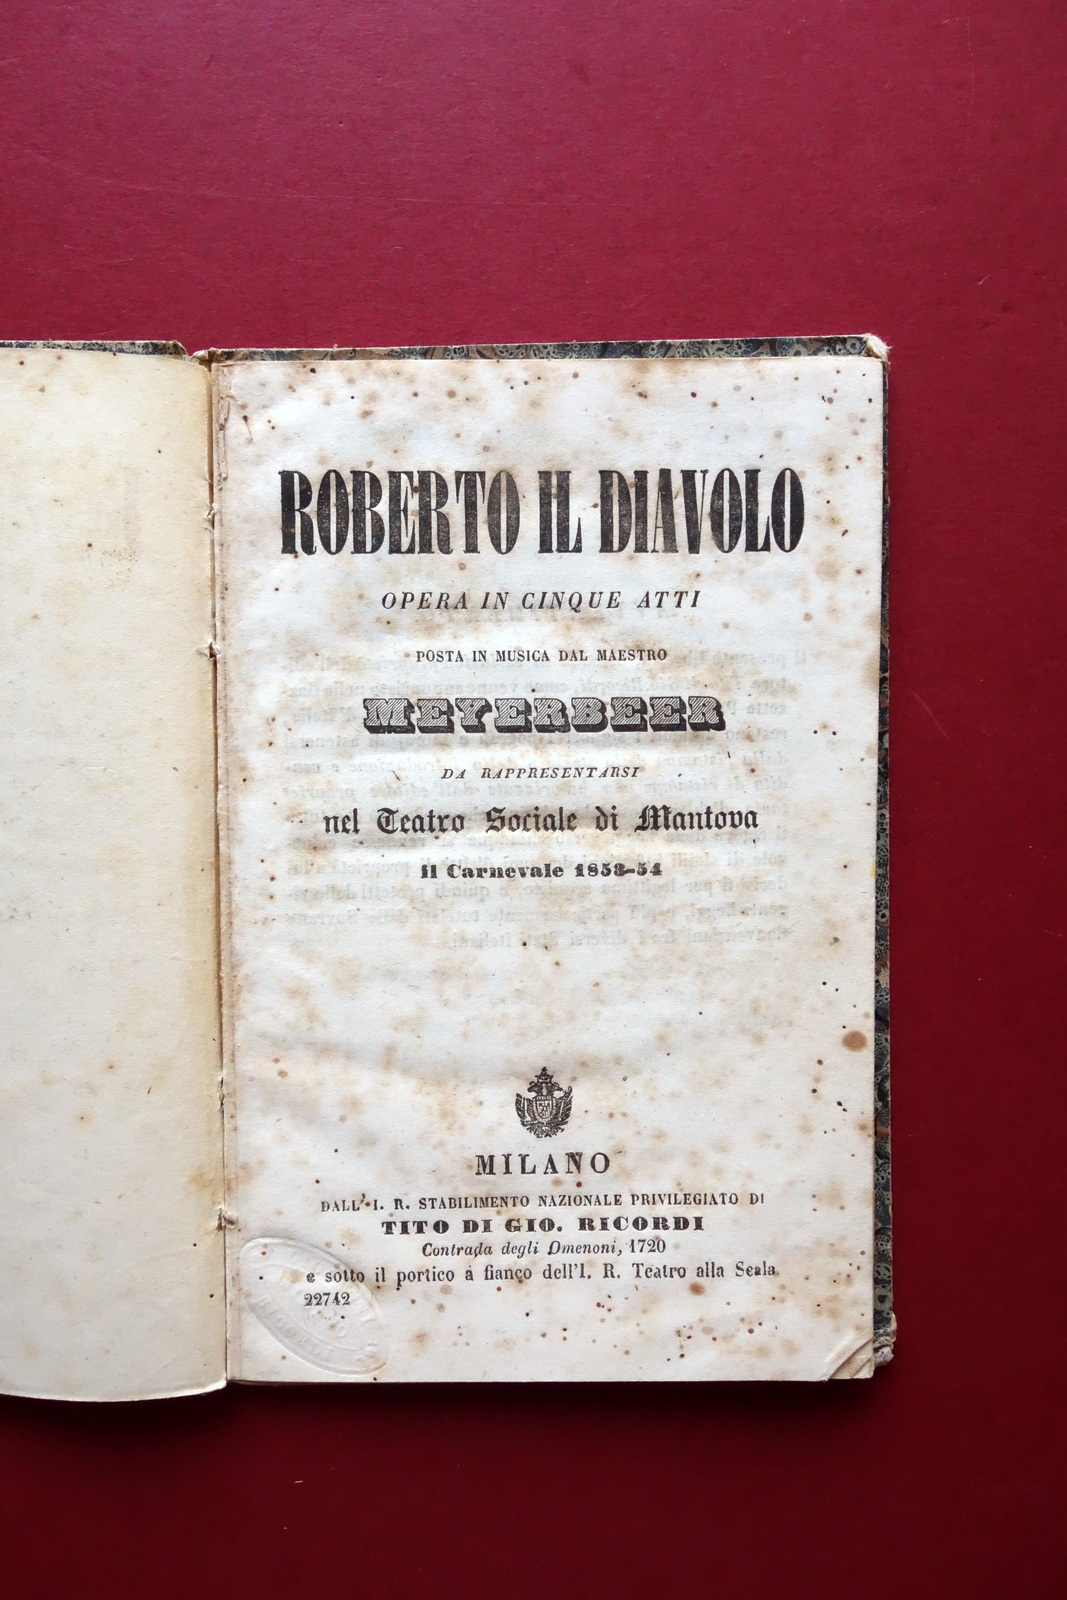 ROBERTO IL DIAVOLO
OPERA IN CINQUE ATTI
POSTA IN MUSICA DAL MAESTRO
MEYERBEER
DA RAPPRESENTARSI
nel Teatro Sociale di Mantova
il Carnevale 1853-54
MILANO
DALL' I. R. STABILIMENTO NAZIONALE PRIVILEGIATO DI
TITO DI GIO. RICORDI
Contrada degli Omenoni, 1720
e sotto il portico a fianco dell'I. R. Teatro alla Scala
22742
RICORDI